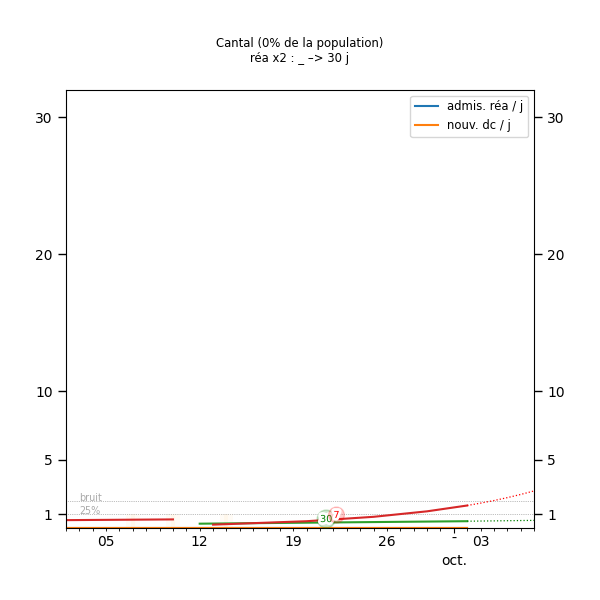 Cantal (0% de la population)
réa x2 : _ –> 30 j
admis. réa / j
nouv. dc / j
30 30
20 20
10 10
5 5
bruit
25%
1 1
30 7
05 12 19 26 - 03
oct.